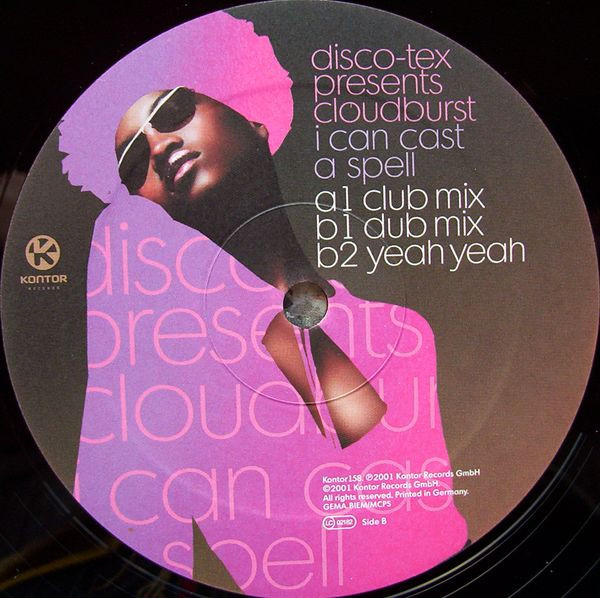 disco-tex
presents
cloudburst
i can cast
a spell
a1 club mix
b1 dub mix
b2 yeah yeah
K
KONTOR
RECORDS
disco-
presents
cloudbur
i can cas
spell
Kontor158. ℗2001 Kontor Records GmbH
©2001 Kontor Records GmbH.
All rights reserved. Printed in Germany.
GEMA.BIEM/MCPS
LC 02182 Side B